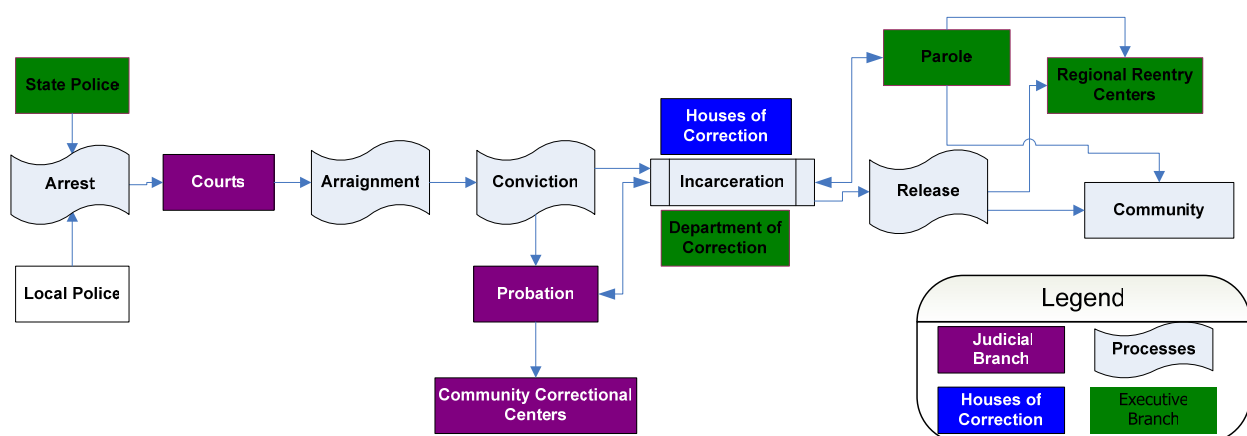 State Police
Arrest
Local Police
Courts
Arraignment
Conviction
Probation
Community Correctional
Centers
Houses of
Correction
Incarceration
Department of
Correction
Parole
Regional Reentry
Centers
Release
Community
Legend
Judicial
Branch
Processes
Houses of
Correction
Executive
Branch